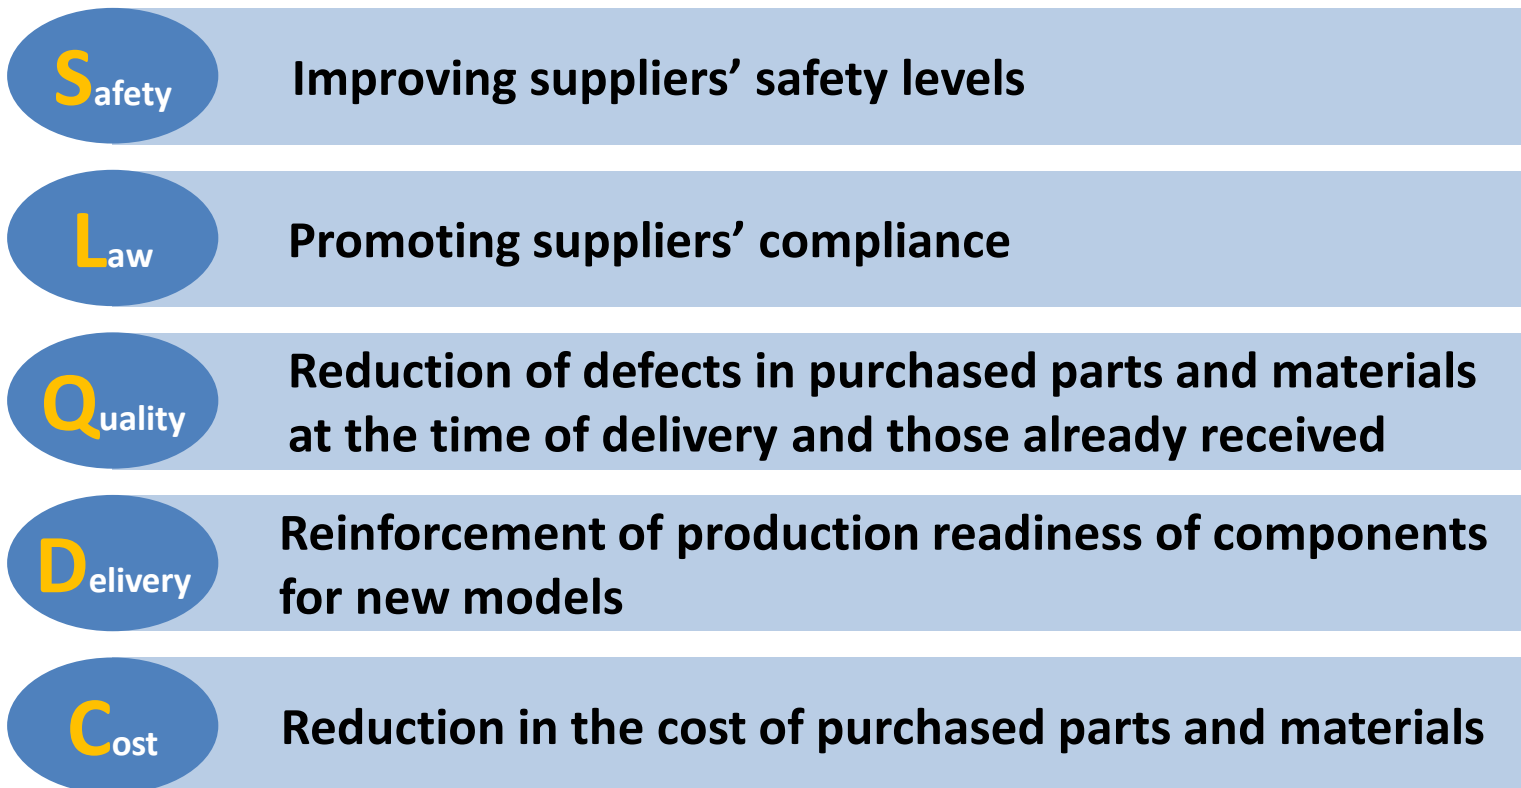 Safety
Improving suppliers’ safety levels
Law
Promoting suppliers’ compliance
Quality
Reduction of defects in purchased parts and materials
at the time of delivery and those already received
Delivery
Reinforcement of production readiness of components
for new models
Cost
Reduction in the cost of purchased parts and materials